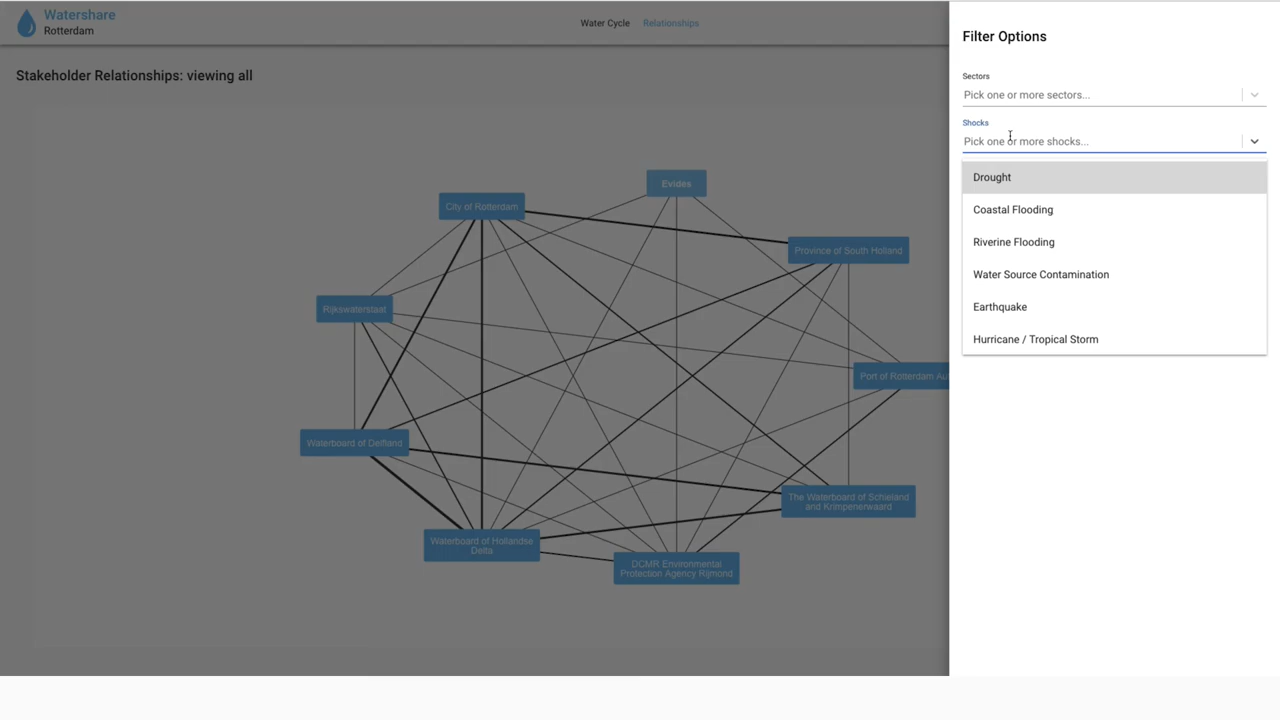 Watershare
Rotterdam
Water Cycle
Relationships
Stakeholder Relationships: viewing all
Evides
City of Rotterdam
Province of South Holland
Rijkswaterstaat
Port of Rotterdam
Waterboard of Delfland
The Waterboard of Schieland
and Krimpenerwaard
Waterboard of Hollandse
Delta
DCMR Environmental
Protection Agency Rijmond
Filter Options
Sectors
Pick one or more sectors...
Shocks
Pick one or more shocks...
Drought
Coastal Flooding
Riverine Flooding
Water Source Contamination
Earthquake
Hurricane / Tropical Storm